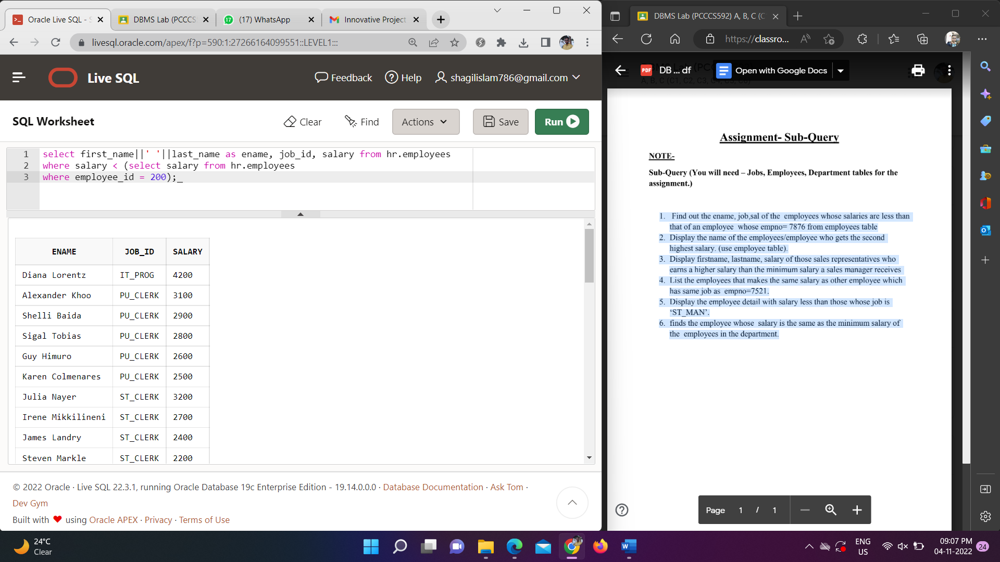 Oracle Live SQL - S
DBMS Lab (PCCCS
(17) WhatsApp
Innovative Project
livesql.oracle.com/apex/f?p=590:1:27266164099551::LEVEL1:::
Live SQL
Feedback
Help
shagilislam786@gmail.com
SQL Worksheet
Clear
Find
Actions
Save
Run
1 select first_name||' '||last_name as ename, job_id, salary from hr.employees
2 where salary < (select salary from hr.employees
3 where employee_id = 200);
ENAME JOB_ID SALARY
Diana Lorentz IT_PROG 4200
Alexander Khoo PU_CLERK 3100
Shelli Baida PU_CLERK 2900
Sigal Tobias PU_CLERK 2800
Guy Himuro PU_CLERK 2600
Karen Colmenares PU_CLERK 2500
Julia Nayer ST_CLERK 3200
Irene Mikkilineni ST_CLERK 2700
James Landry ST_CLERK 2400
Steven Markle ST_CLERK 2200
© 2022 Oracle · Live SQL 22.3.1, running Oracle Database 19c Enterprise Edition - 19.14.0.0.0 · Database Documentation · Ask Tom ·
Dev Gym
Built with ❤ using Oracle APEX · Privacy · Terms of Use
DBMS Lab (PCCCS592) A, B, C (C
https://classro...
PDF DB ... df
Open with Google Docs
A, B, C (C1, C2, C3, C4, C5, C6)
Assignment- Sub-Query
NOTE-
Sub-Query (You will need – Jobs, Employees, Department tables for the
assignment.)
1. Find out the ename, job,sal of the employees whose salaries are less than
that of an employee whose empno= 7876 from employees table
2. Display the name of the employees/employee who gets the second
highest salary. (use employee table).
3. Display firstname, lastname, salary of those sales representatives who
earns a higher salary than the minimum salary a sales manager receives
4. List the employees that makes the same salary as other employee which
has same job as empno=7521.
5. Display the employee detail with salary less than those whose job is
‘ST_MAN’.
6. finds the employee whose salary is the same as the minimum salary of
the employees in the department.
Page 1 / 1
24°C
Clear
ENG
US
09:07 PM
04-11-2022
24